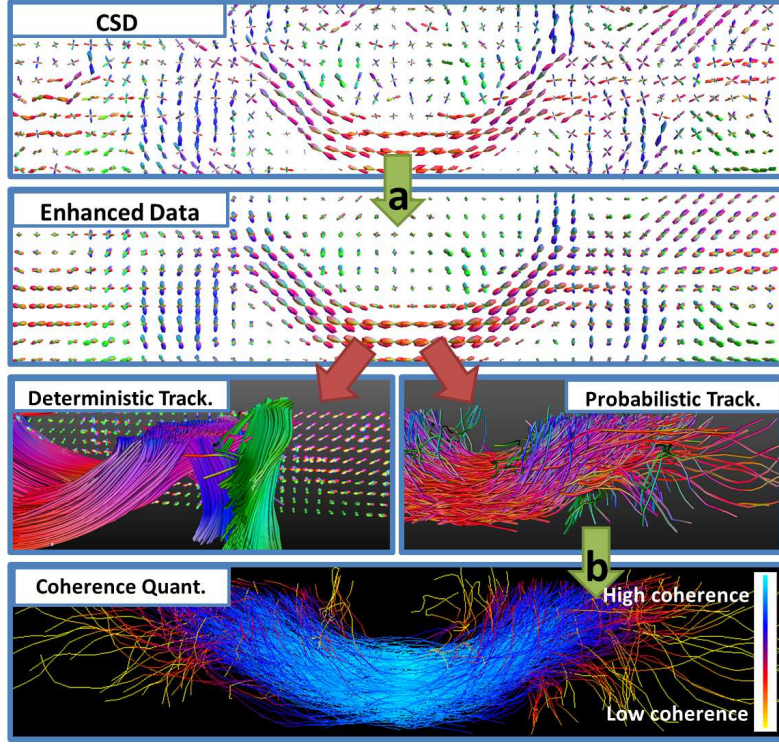 CSD
a
Enhanced Data
Deterministic Track.
Probabilistic Track.
b
Coherence Quant.
High coherence
Low coherence